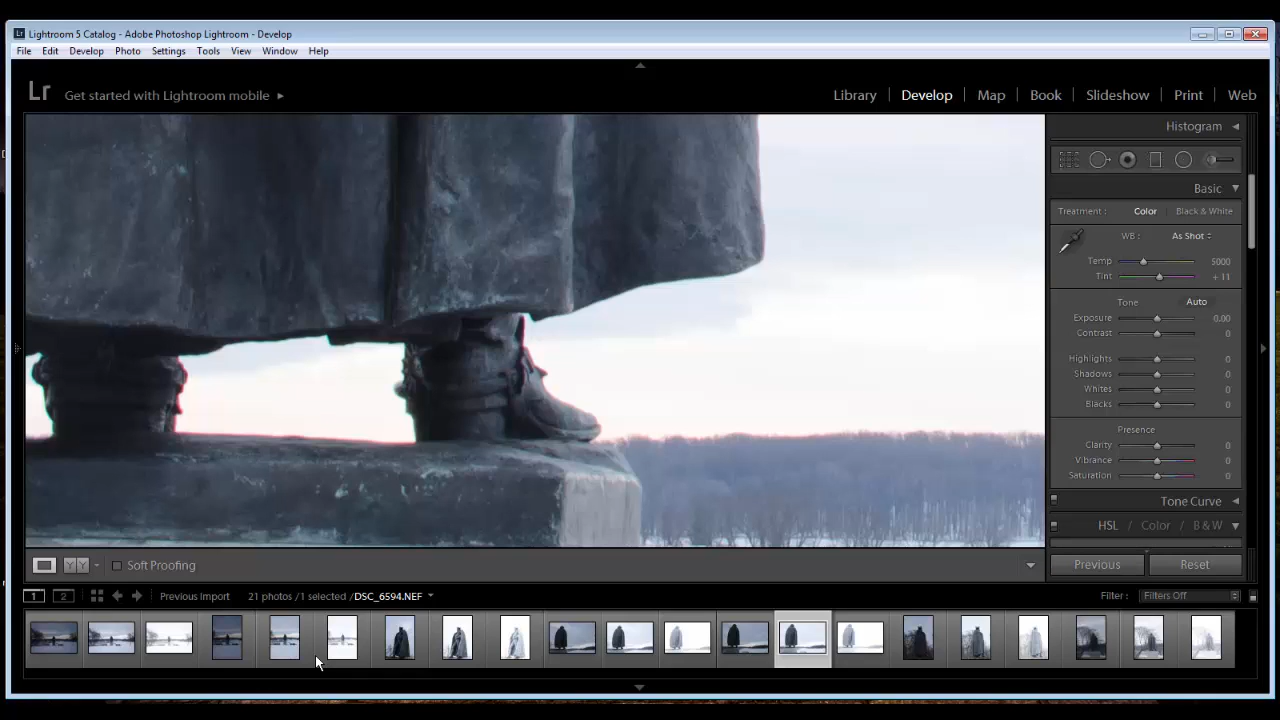 Lightroom 5 Catalog - Adobe Photoshop Lightroom - Develop
File Edit Develop Photo Settings Tools View Window Help
Lr Get started with Lightroom mobile
Library Develop Map Book Slideshow Print Web
Histogram
Basic
Treatment : Color Black & White
WB : As Shot
Temp 5000
Tint + 11
Tone Auto
Exposure 0.00
Contrast 0
Highlights 0
Shadows 0
Whites 0
Blacks 0
Presence
Clarity 0
Vibrance 0
Saturation 0
Tone Curve
HSL / Color / B & W
YY Soft Proofing
Previous Reset
1 2 Previous Import 21 photos / 1 selected / DSC_6594.NEF Filter : Filters Off